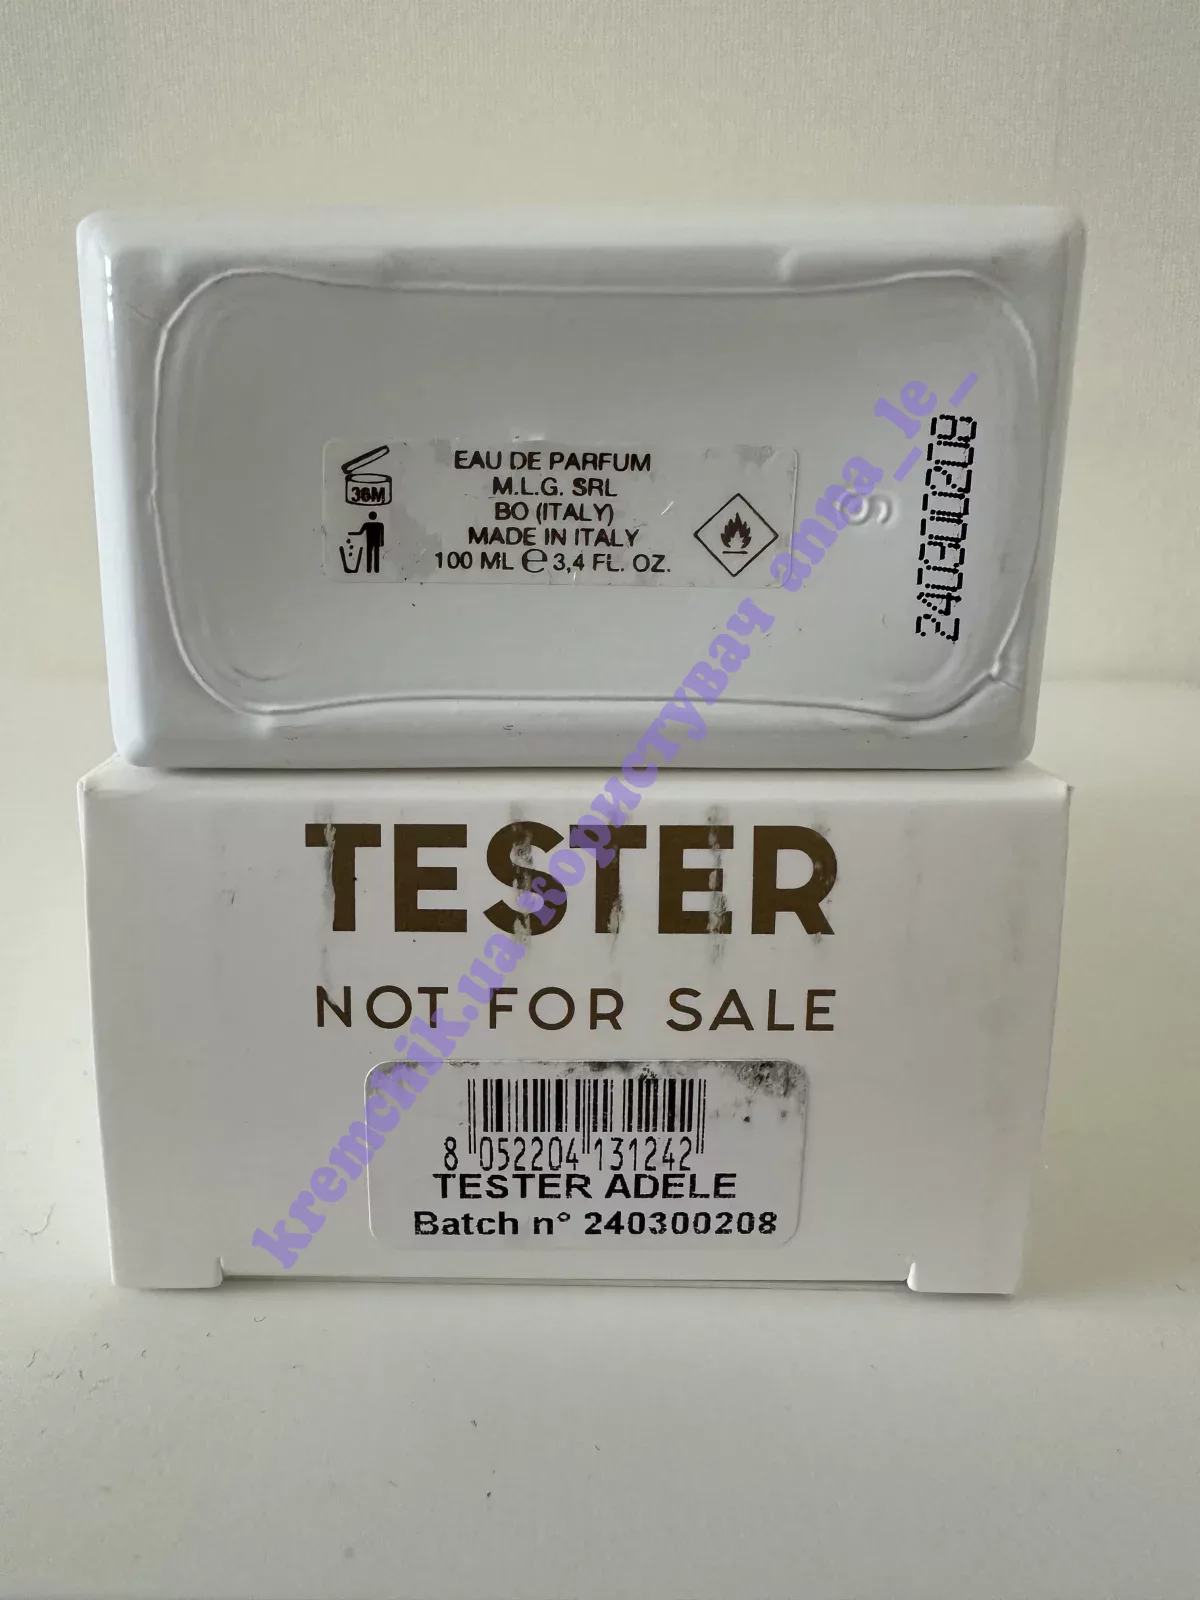 36M
EAU DE PARFUM
M.L.G. SRL
BO (ITALY)
MADE IN ITALY
100 ML ℮ 3,4 FL. OZ.
S
240300208
TESTER
NOT FOR SALE
8 052204 131242
TESTER ADELE
Batch n° 240300208
kremchik.ua користувач anna_le_